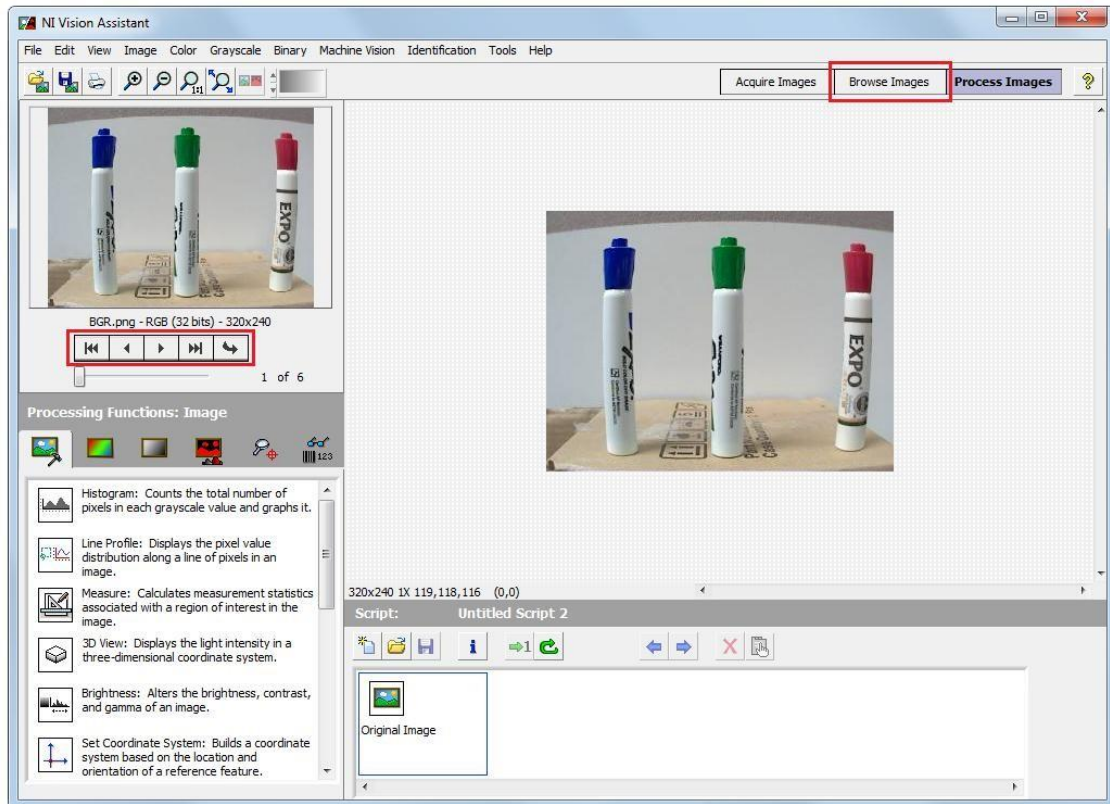 NI Vision Assistant
File Edit View Image Color Grayscale Binary Machine Vision Identification Tools Help
1:1
Acquire Images Browse Images Process Images ?
EXPO
BGR.png - RGB (32 bits) - 320x240
1 of 6
Processing Functions: Image
123
Histogram: Counts the total number of
pixels in each grayscale value and graphs it.
Line Profile: Displays the pixel value
distribution along a line of pixels in an
image.
Measure: Calculates measurement statistics
associated with a region of interest in the
image.
3D View: Displays the light intensity in a
three-dimensional coordinate system.
Brightness: Alters the brightness, contrast,
and gamma of an image.
Set Coordinate System: Builds a coordinate
system based on the location and
orientation of a reference feature.
EXPO
320x240 1X 119,118,116 (0,0)
Script: Untitled Script 2
i 1
Original Image